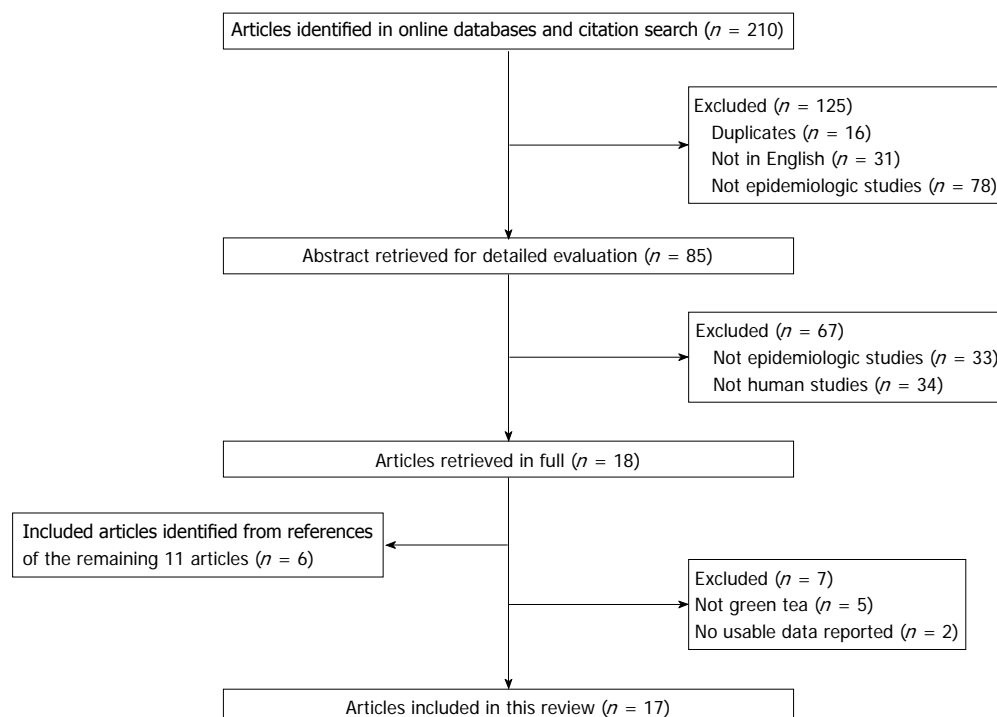 Articles identified in online databases and citation search (n = 210)
Excluded (n = 125)
Duplicates (n = 16)
Not in English (n = 31)
Not epidemiologic studies (n = 78)
Abstract retrieved for detailed evaluation (n = 85)
Excluded (n = 67)
Not epidemiologic studies (n = 33)
Not human studies (n = 34)
Articles retrieved in full (n = 18)
Included articles identified from references
of the remaining 11 articles (n = 6)
Excluded (n = 7)
Not green tea (n = 5)
No usable data reported (n = 2)
Articles included in this review (n = 17)